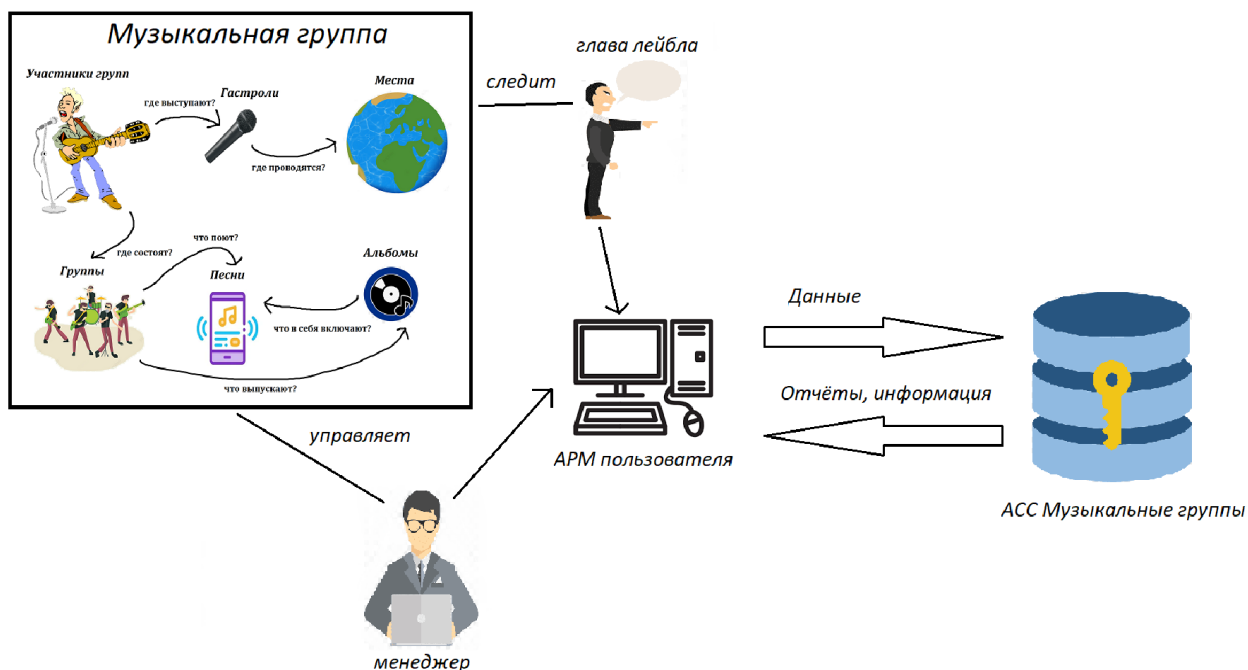 Музыкальная группа
Участники групп
где выступают?
Гастроли
Места
где проводятся?
где состоят?
что поют?
Группы
Песни
Альбомы
что в себя включают?
что выпускают?
следит
глава лейбла
управляет
менеджер
АРМ пользователя
Данные
Отчёты, информация
АСС Музыкальные группы